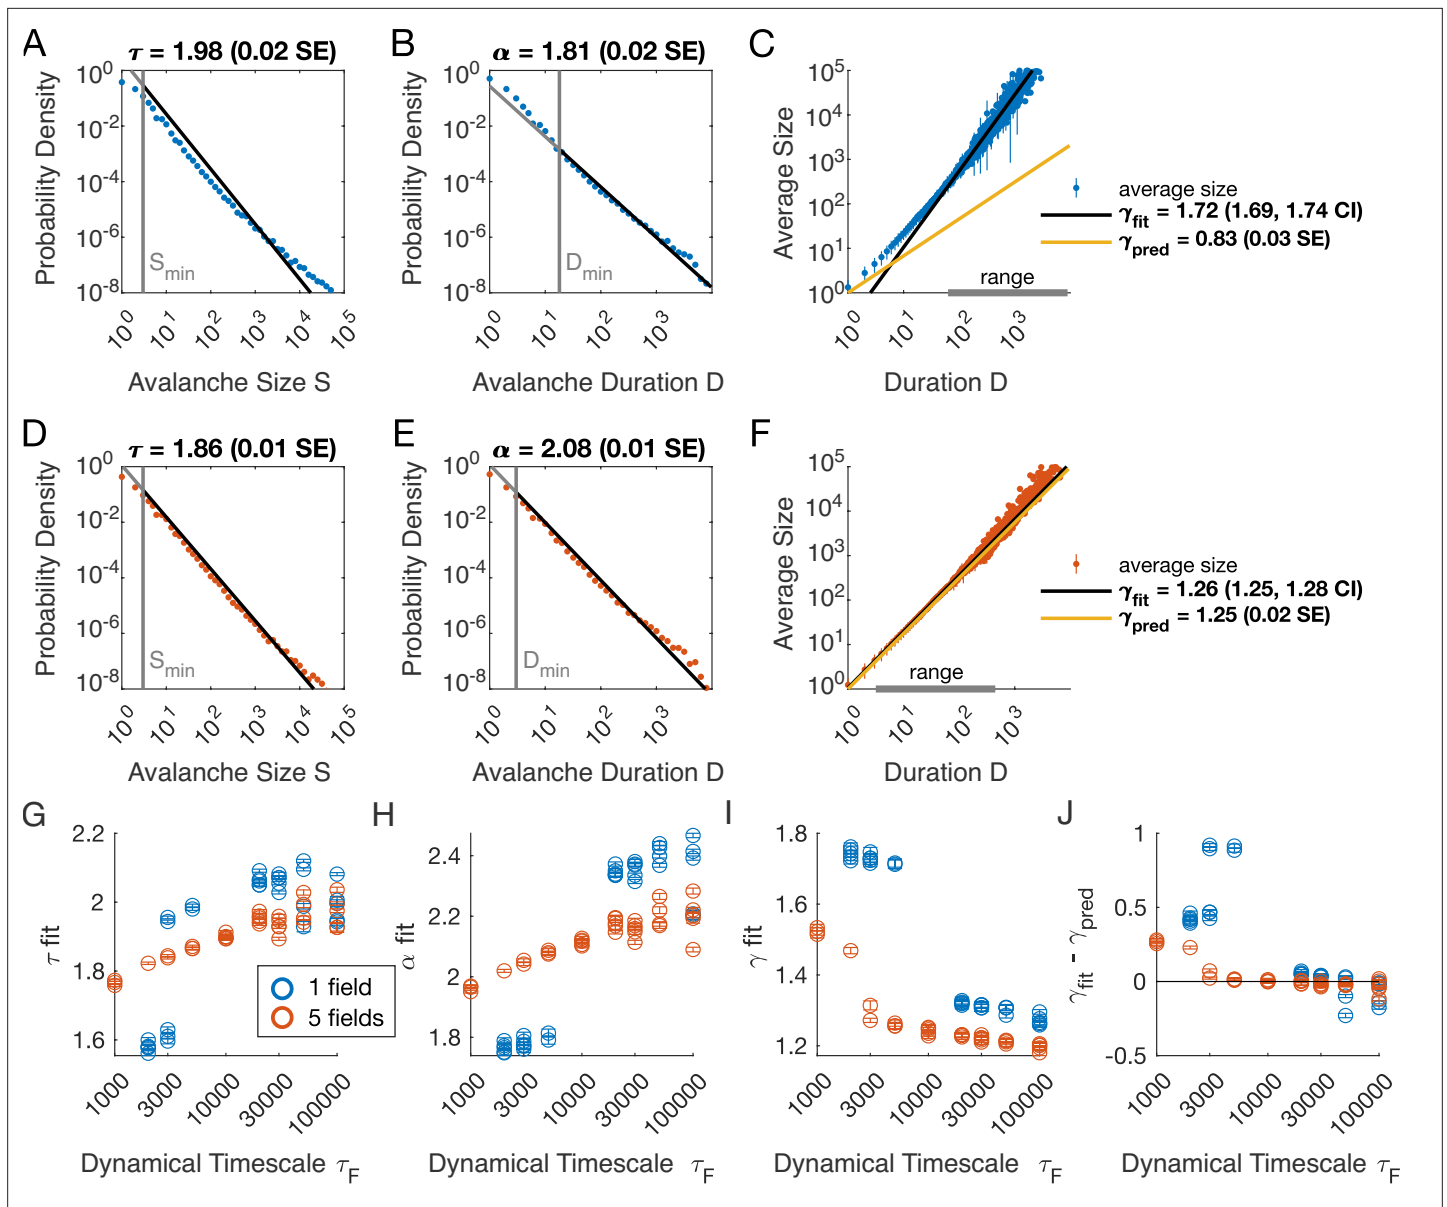 A
τ = 1.98 (0.02 SE)
Probability Density
10^0
10^-2
10^-4
10^-6
10^-8
S_min
10^0 10^1 10^2 10^3 10^4 10^5
Avalanche Size S
B
α = 1.81 (0.02 SE)
Probability Density
10^0
10^-2
10^-4
10^-6
10^-8
D_min
10^0 10^1 10^2 10^3
Avalanche Duration D
C
Average Size
10^5
10^4
10^3
10^2
10^1
10^0
range
10^0 10^1 10^2 10^3
Duration D
average size
γ_fit = 1.72 (1.69, 1.74 CI)
γ_pred = 0.83 (0.03 SE)
D
τ = 1.86 (0.01 SE)
Probability Density
10^0
10^-2
10^-4
10^-6
10^-8
S_min
10^0 10^1 10^2 10^3 10^4 10^5
Avalanche Size S
E
α = 2.08 (0.01 SE)
Probability Density
10^0
10^-2
10^-4
10^-6
10^-8
D_min
10^0 10^1 10^2 10^3
Avalanche Duration D
F
Average Size
10^5
10^4
10^3
10^2
10^1
10^0
range
10^0 10^1 10^2 10^3
Duration D
average size
γ_fit = 1.26 (1.25, 1.28 CI)
γ_pred = 1.25 (0.02 SE)
G
τ fit
2.2
2
1.8
1.6
1 field
5 fields
1000 3000 10000 30000 100000
Dynamical Timescale τ_F
H
α fit
2.4
2.2
2
1.8
1000 3000 10000 30000 100000
Dynamical Timescale τ_F
I
γ fit
1.8
1.6
1.4
1.2
1000 3000 10000 30000 100000
Dynamical Timescale τ_F
J
γ_fit - γ_pred
1
0.5
0
-0.5
1000 3000 10000 30000 100000
Dynamical Timescale τ_F